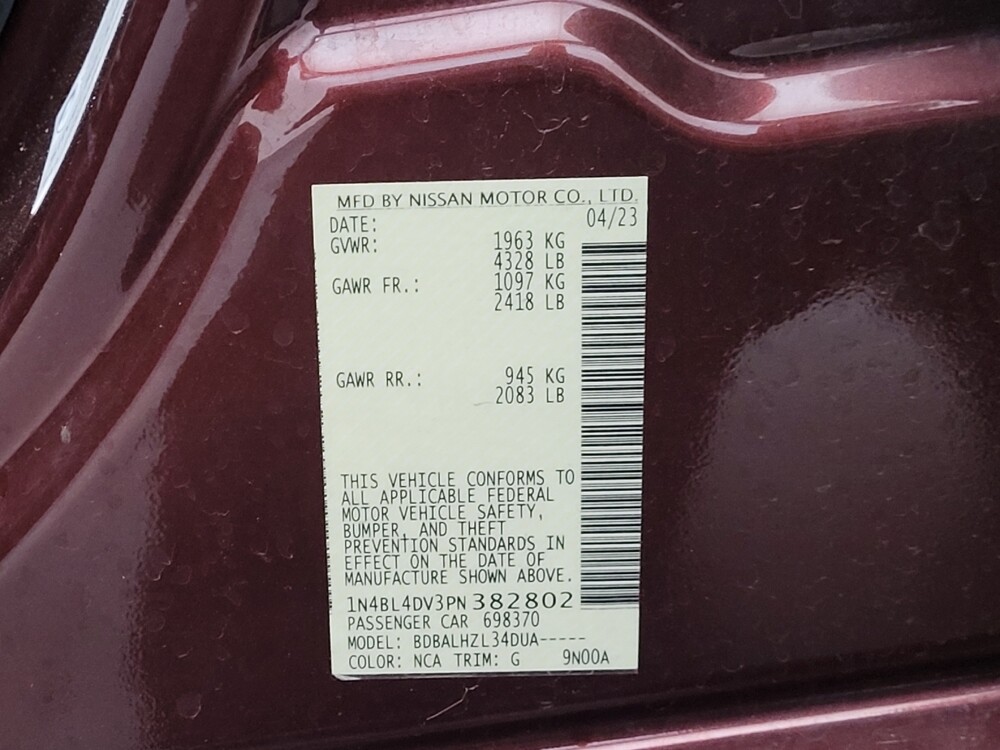 MFD BY NISSAN MOTOR CO., LTD.
DATE: 04/23
GVWR: 1963 KG
4328 LB
GAWR FR.: 1097 KG
2418 LB
GAWR RR.: 945 KG
2083 LB
THIS VEHICLE CONFORMS TO
ALL APPLICABLE FEDERAL
MOTOR VEHICLE SAFETY,
BUMPER, AND THEFT
PREVENTION STANDARDS IN
EFFECT ON THE DATE OF
MANUFACTURE SHOWN ABOVE.
1N4BL4DV3PN382802
PASSENGER CAR 698370
MODEL: BDBALHZL34DUA-----
COLOR: NCA TRIM: G 9N00A